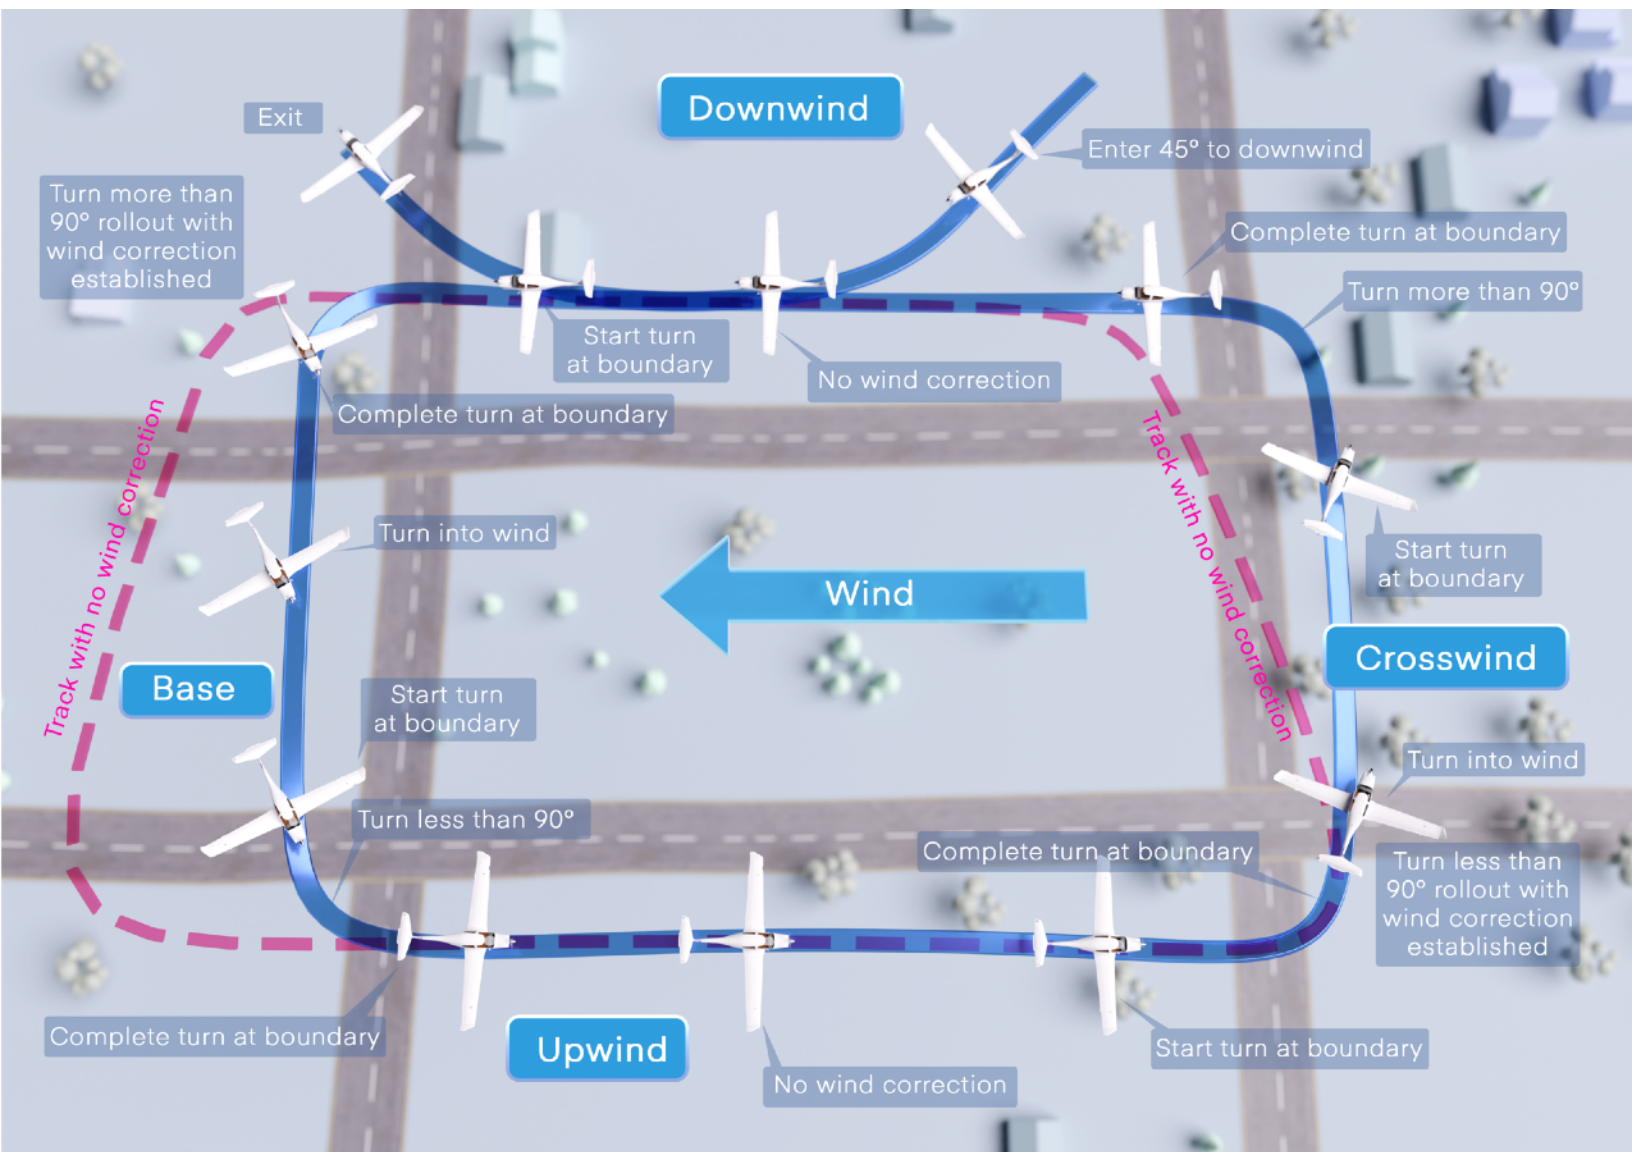 Downwind
Exit
Enter 45° to downwind
Turn more than
90° rollout with
wind correction
established
Complete turn at boundary
Turn more than 90°
Start turn
at boundary
No wind correction
Complete turn at boundary
Track with no wind correction
Track with no wind correction
Turn into wind
Start turn
at boundary
Wind
Crosswind
Base
Start turn
at boundary
Turn into wind
Turn less than 90°
Complete turn at boundary
Turn less than
90° rollout with
wind correction
established
Complete turn at boundary
Upwind
Start turn at boundary
No wind correction